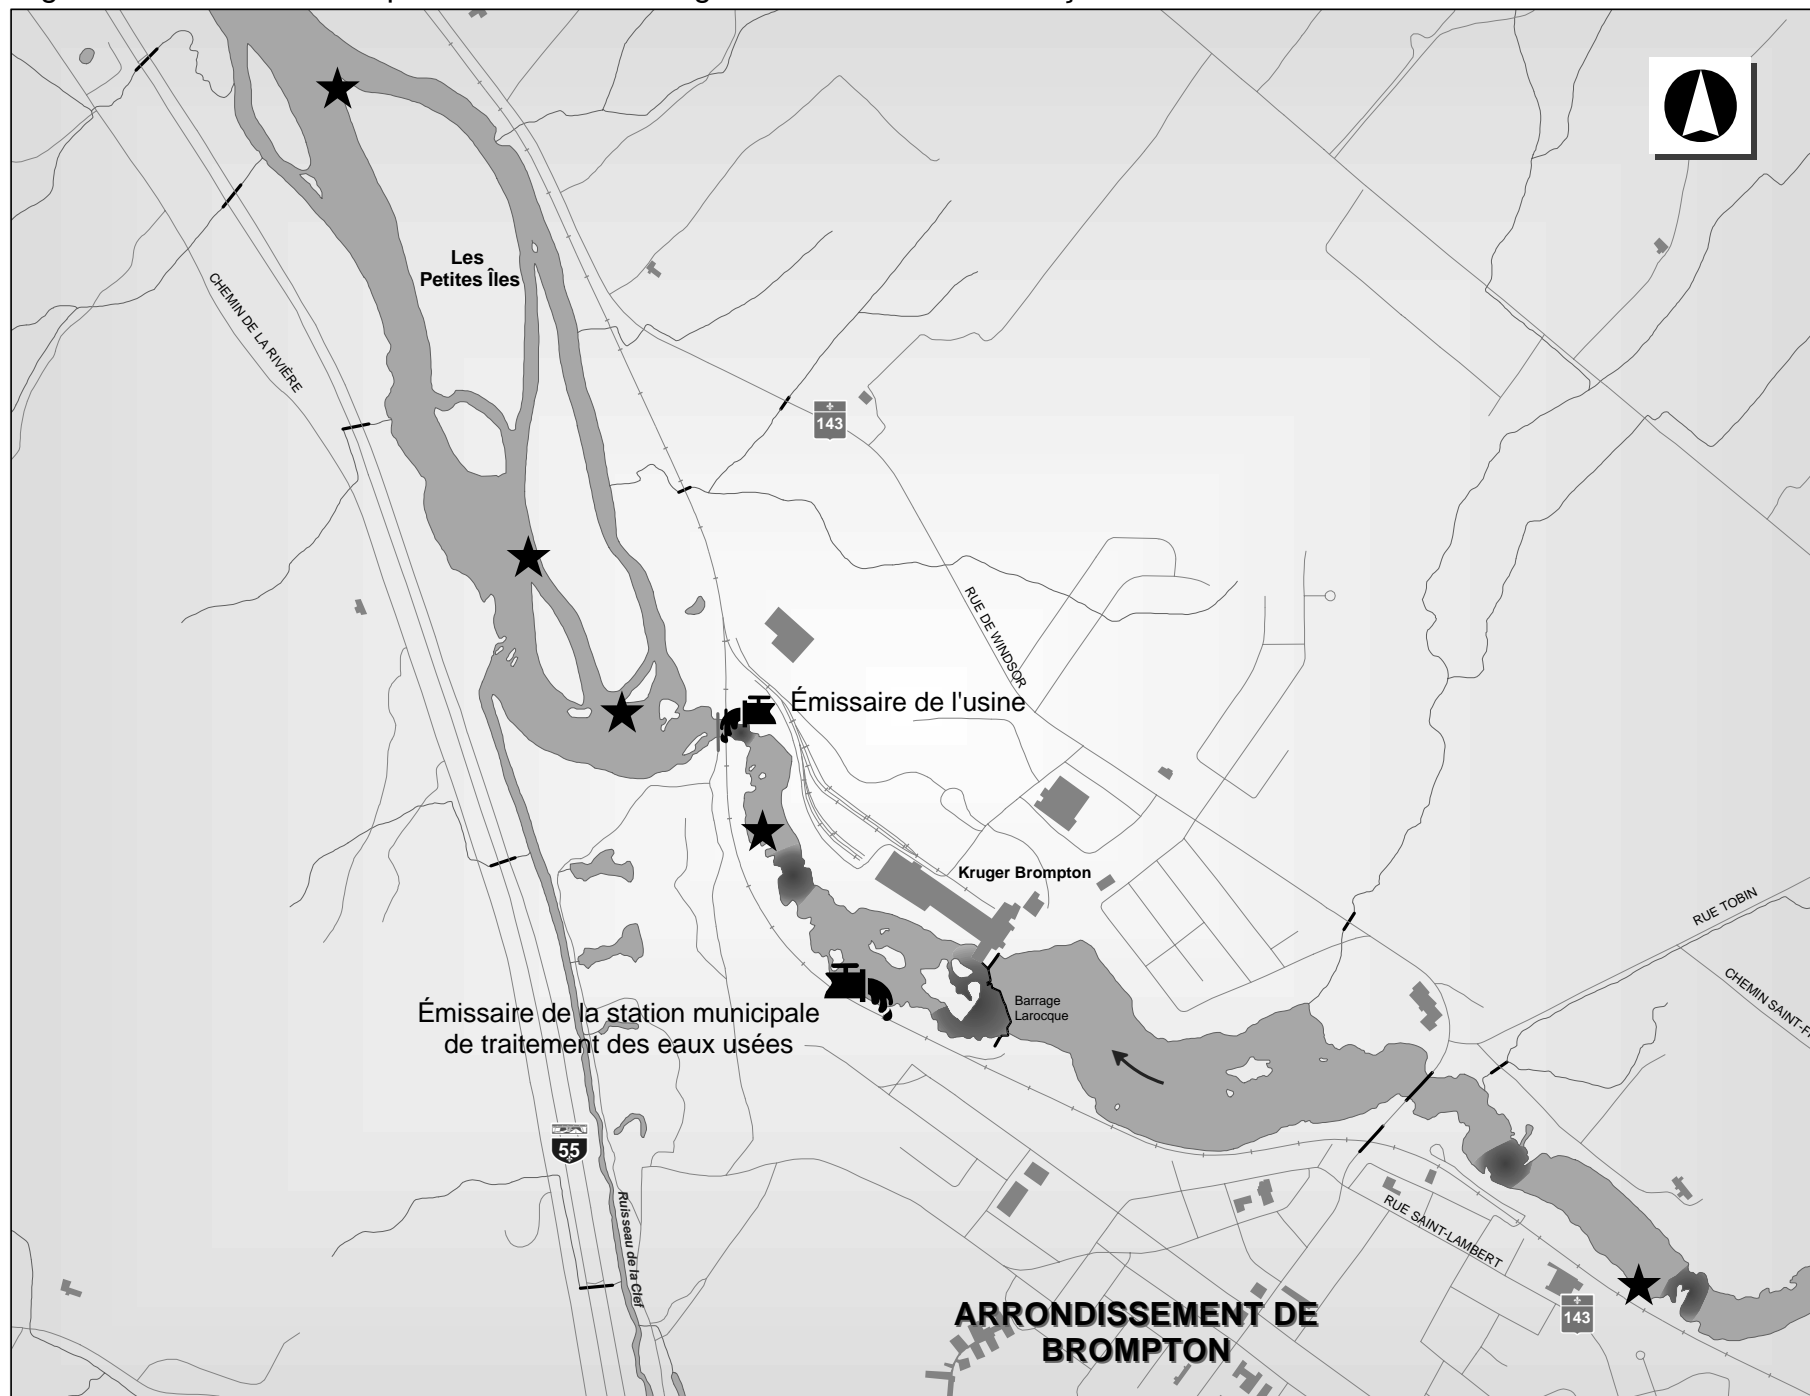 Les
Petites Îles
CHEMIN DE LA RIVIÈRE
143
RUE DE WINDSOR
Émissaire de l'usine
Kruger Brompton
RUE TOBIN
CHEMIN SAINT-F
Barrage
Larocque
Émissaire de la station municipale
de traitement des eaux usées
55
Ruisseau de la Clef
RUE SAINT-LAMBERT
143
ARRONDISSEMENT DE
BROMPTON